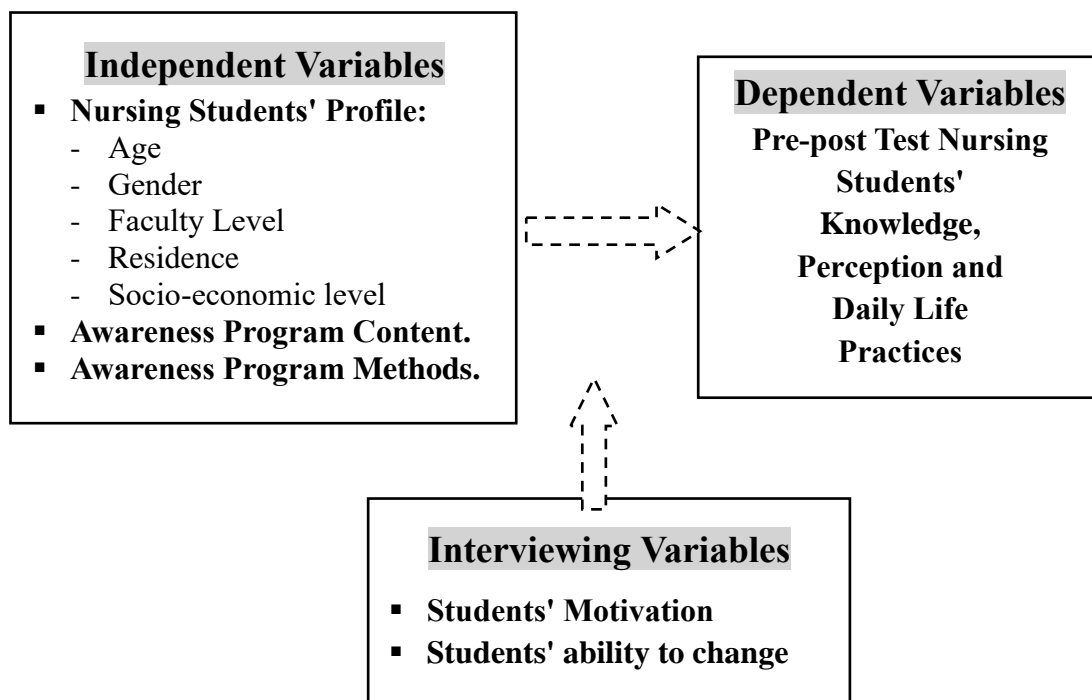 Independent Variables
▪ Nursing Students' Profile:
- Age
- Gender
- Faculty Level
- Residence
- Socio-economic level
▪ Awareness Program Content.
▪ Awareness Program Methods.
Dependent Variables
Pre-post Test Nursing
Students'
Knowledge,
Perception and
Daily Life
Practices
Interviewing Variables
▪ Students' Motivation
▪ Students' ability to change